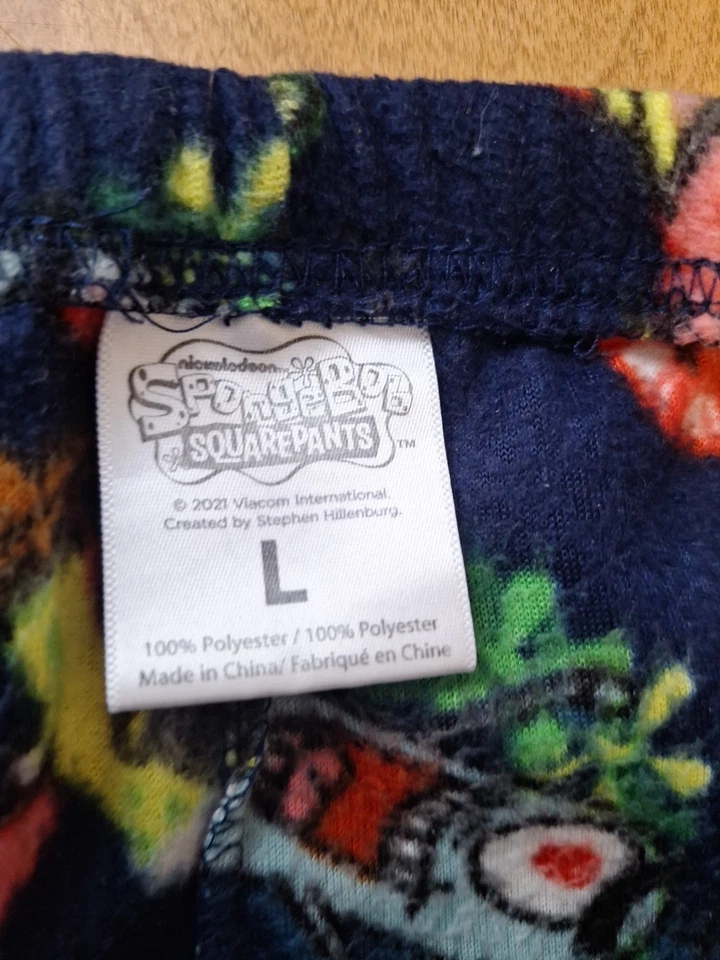 nickelodeon
SpongeBob
SQUAREPANTS ™
© 2021 Viacom International.
Created by Stephen Hillenburg.
L
100% Polyester / 100% Polyester
Made in China/ Fabriqué en Chine